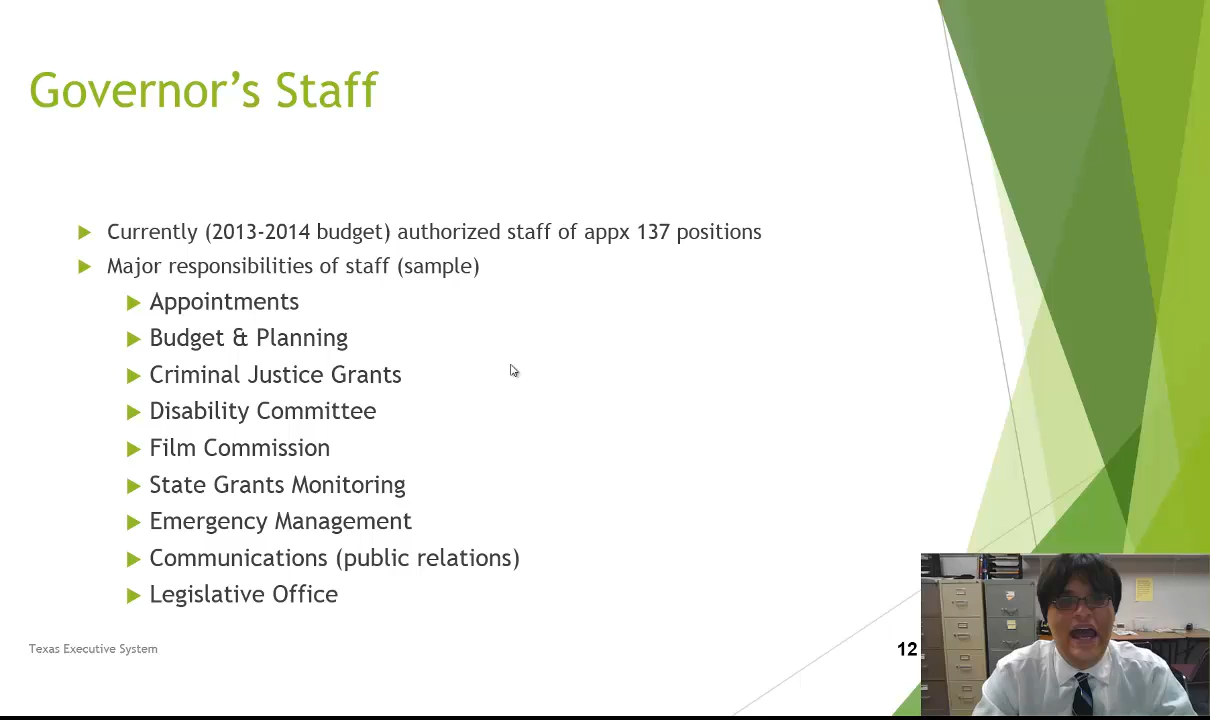 Governor’s Staff
Currently (2013-2014 budget) authorized staff of appx 137 positions
Major responsibilities of staff (sample)
Appointments
Budget & Planning
Criminal Justice Grants
Disability Committee
Film Commission
State Grants Monitoring
Emergency Management
Communications (public relations)
Legislative Office
Texas Executive System
12